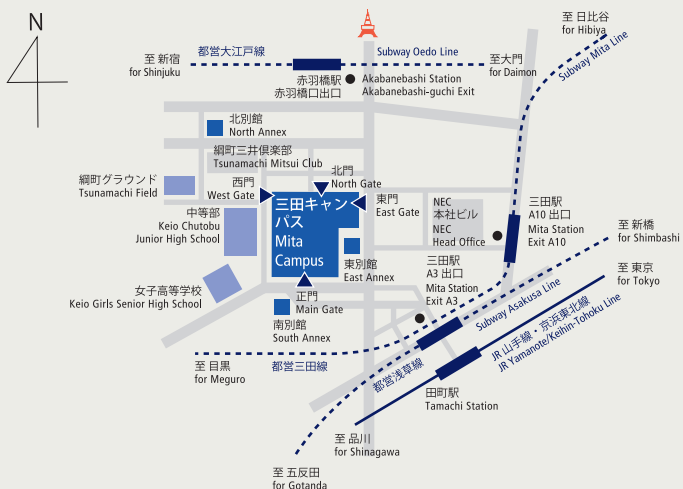 N
至 新宿
for Shinjuku
都営大江戸線
Subway Oedo Line
至大門
for Daimon
至 日比谷
for Hibiya
Subway Mita Line
赤羽橋駅
赤羽橋口出口
Akabanebashi Station
Akabanebashi-guchi Exit
北別館
North Annex
綱町三井倶楽部
Tsunamachi Mitsui Club
綱町グラウンド
Tsunamachi Field
西門
West Gate
北門
North Gate
東門
East Gate
三田キャン
パス
Mita
Campus
NEC
本社ビル
NEC
Head Office
三田駅
A10 出口
Mita Station
Exit A10
中等部
Keio Chutobu
Junior High School
東別館
East Annex
三田駅
A3 出口
Mita Station
Exit A3
至 新橋
for Shimbashi
至 東京
for Tokyo
女子高等学校
Keio Girls Senior High School
正門
Main Gate
南別館
South Annex
Subway Asakusa Line
JR 山手線・京浜東北線
JR Yamanote/Keihin-Tohoku Line
至 目黒
for Meguro
都営三田線
都営浅草線
田町駅
Tamachi Station
至 品川
for Shinagawa
至 五反田
for Gotanda